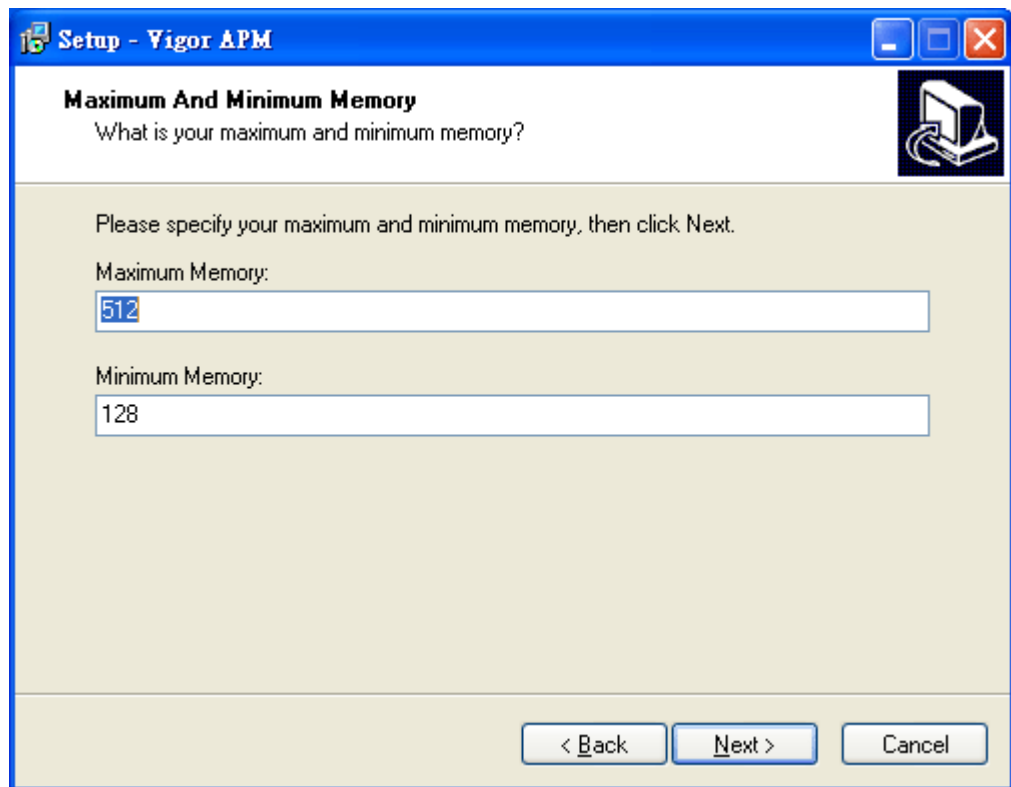 Setup - Vigor APM
Maximum And Minimum Memory
What is your maximum and minimum memory?
Please specify your maximum and minimum memory, then click Next.
Maximum Memory:
512
Minimum Memory:
128
< Back Next > Cancel